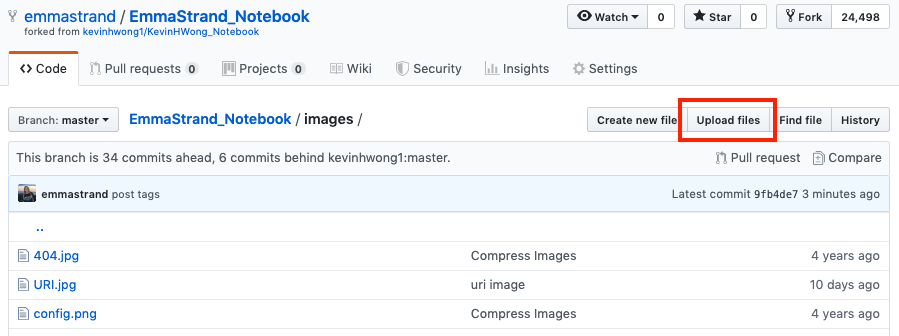 emmastrand / EmmaStrand_Notebook Watch 0 Star 0 Fork 24,498
forked from kevinhwong1/KevinHWong_Notebook
Code Pull requests 0 Projects 0 Wiki Security Insights Settings
Branch: master EmmaStrand_Notebook / images / Create new file Upload files Find file History
This branch is 34 commits ahead, 6 commits behind kevinhwong1:master. Pull request Compare
emmastrand post tags Latest commit 9fb4de7 3 minutes ago
..
404.jpg Compress Images 4 years ago
URI.jpg uri image 10 days ago
config.png Compress Images 4 years ago